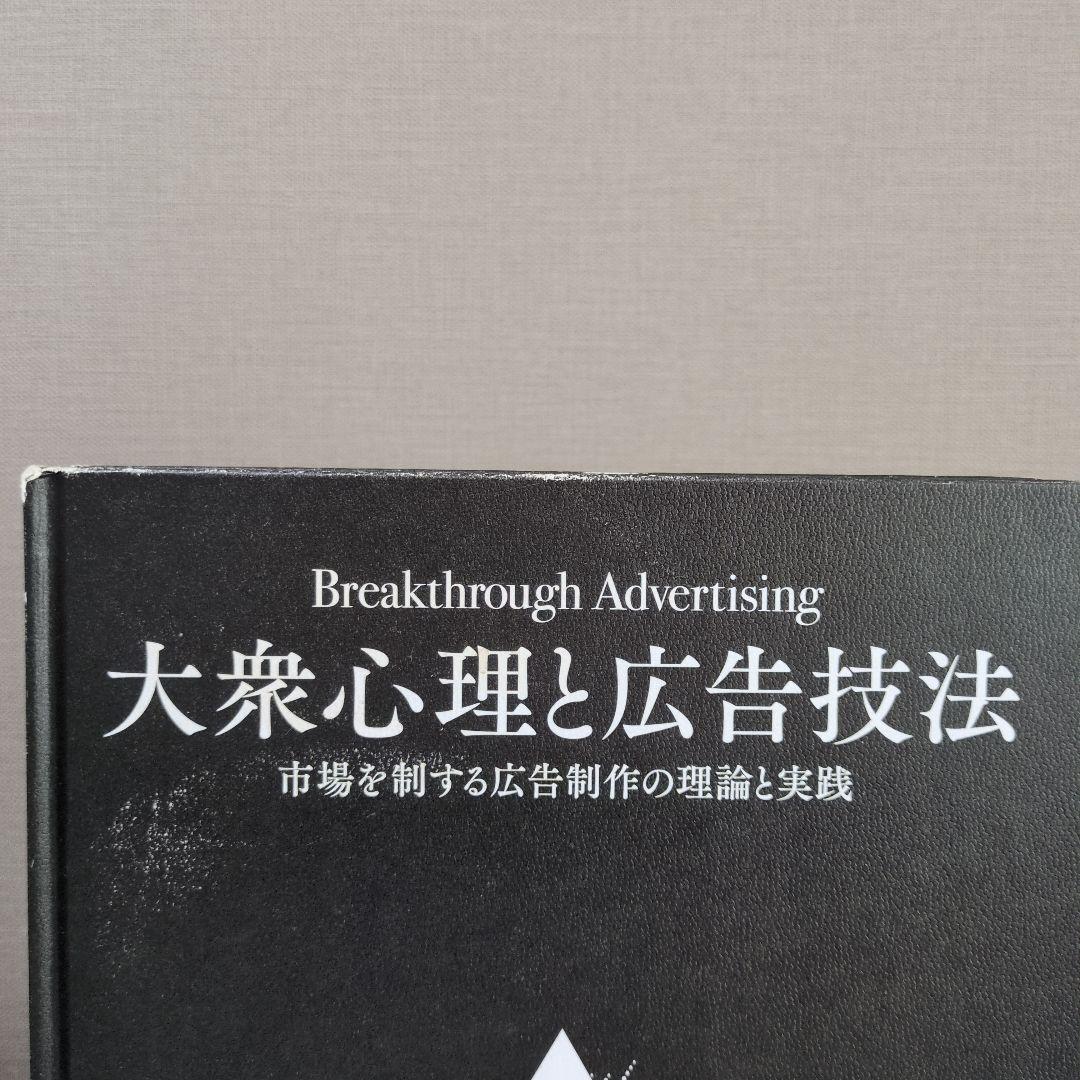 Breakthrough Advertising
大衆心理と広告技法
市場を制する広告制作の理論と実践